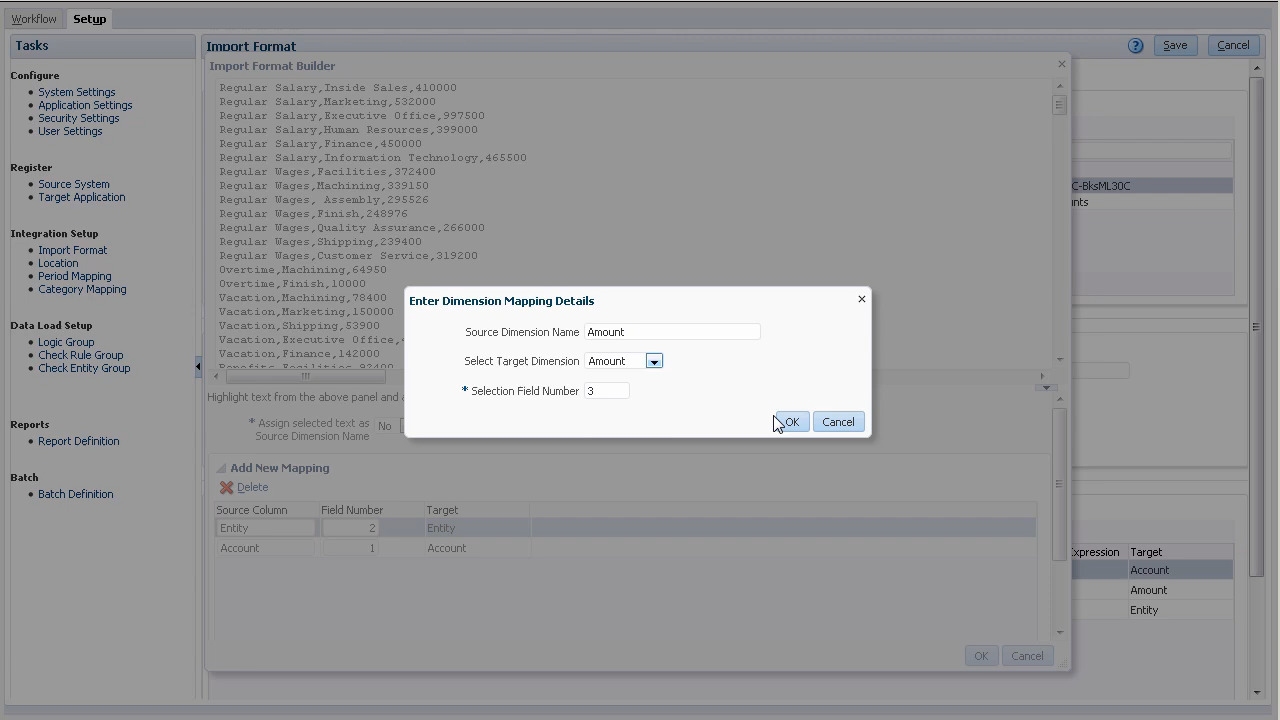 Workflow Setup
Tasks
Configure
System Settings
Application Settings
Security Settings
User Settings
Register
Source System
Target Application
Integration Setup
Import Format
Location
Period Mapping
Category Mapping
Data Load Setup
Logic Group
Check Rule Group
Check Entity Group
Reports
Report Definition
Batch
Batch Definition
Import Format
? Save Cancel
Import Format Builder
Regular Salary,Inside Sales,410000
Regular Salary,Marketing,532000
Regular Salary,Executive Office,997500
Regular Salary,Human Resources,399000
Regular Salary,Finance,450000
Regular Salary,Information Technology,465500
Regular Wages,Facilities,372400
Regular Wages,Machining,339150
Regular Wages, Assembly,295526
Regular Wages,Finish,248976
Regular Wages,Quality Assurance,266000
Regular Wages,Shipping,239400
Regular Wages,Customer Service,319200
Overtime,Machining,64950
Overtime,Finish,10000
Vacation,Machining,78400
Vacation,Marketing,150000
Vacation,Shipping,53900
Vacation,Executive Office,
Vacation,Finance,142000
Benefits,Facilities,92400
Highlight text from the above panel and
* Assign selected text as
Source Dimension Name
No
Add New Mapping
Delete
Source Column Field Number Target
Entity 2 Entity
Account 1 Account
OK Cancel
Enter Dimension Mapping Details
Source Dimension Name Amount
Select Target Dimension Amount
* Selection Field Number 3
OK Cancel
C-BksML30C
nts
Expression Target
Account
Amount
Entity